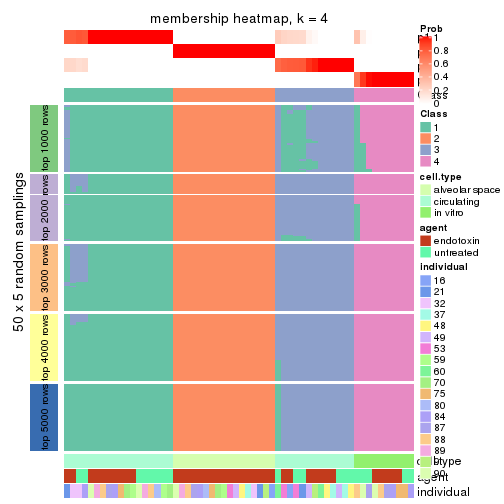 membership heatmap, k = 4
50 x 5 random samplings
top 1000 rows
top 2000 rows
top 3000 rows
top 4000 rows
top 5000 rows
Prob
1
0.8
0.6
0.4
0.2
0
Class
1
2
3
4
cell.type
alveolar space
circulating
in vitro
agent
endotoxin
untreated
individual
16
21
32
37
48
49
53
59
60
70
75
80
84
87
88
89
90
agent
individual